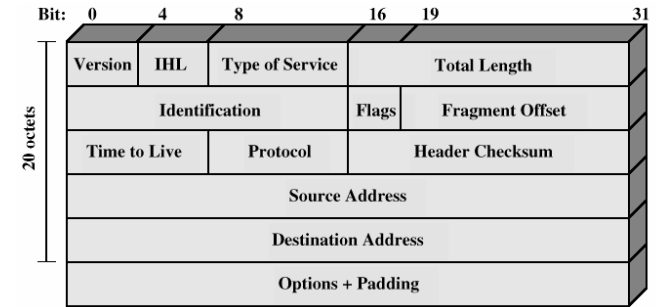 Bit: 0 4 8 16 19 31
Version IHL Type of Service Total Length
Identification Flags Fragment Offset
Time to Live Protocol Header Checksum
Source Address
Destination Address
Options + Padding
20 octets